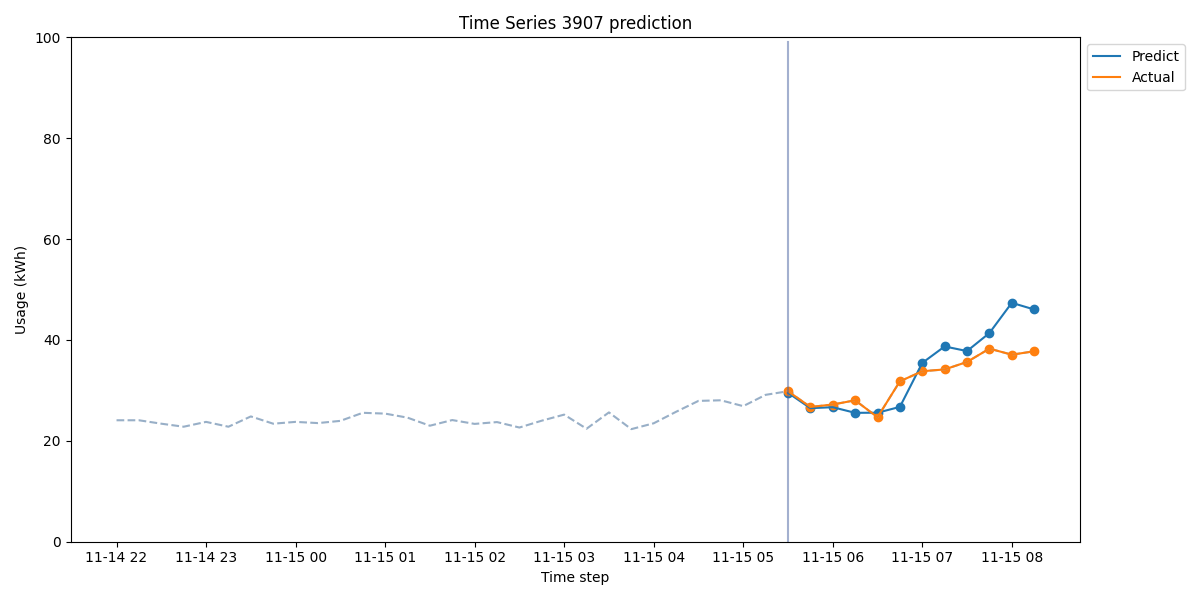 Time Series 3907 prediction
Predict
Actual
Usage (kWh)
100
80
60
40
20
0
11-14 22 11-14 23 11-15 00 11-15 01 11-15 02 11-15 03 11-15 04 11-15 05 11-15 06 11-15 07 11-15 08
Time step